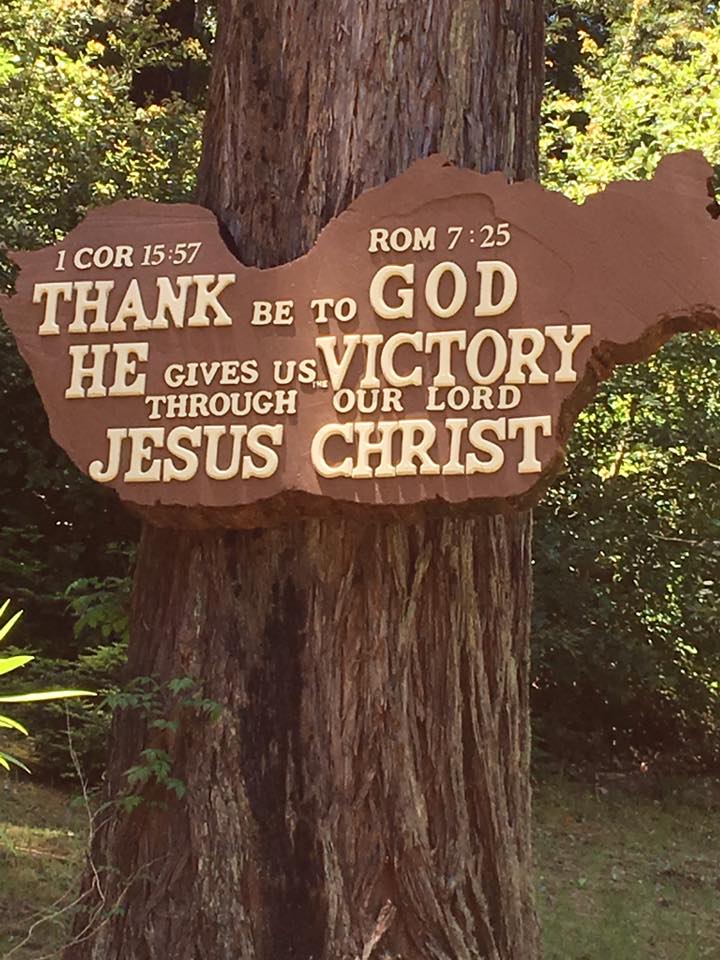 1 COR 15:57 ROM 7:25
THANK BE TO GOD
HE GIVES US THE VICTORY
THROUGH OUR LORD
JESUS CHRIST